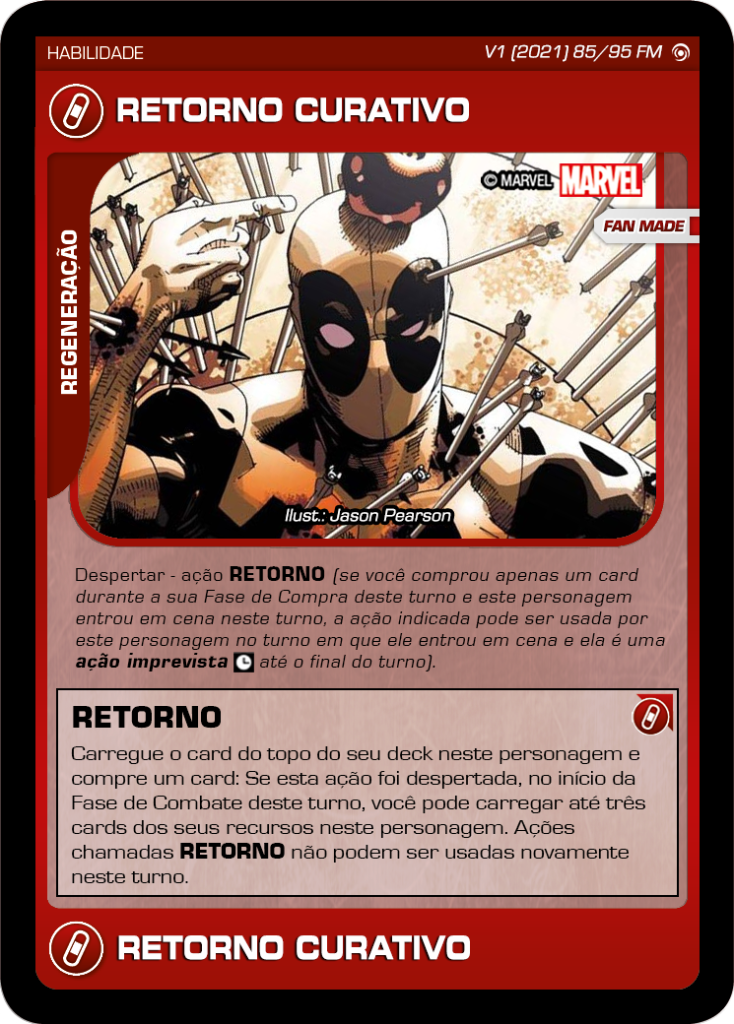 HABILIDADE
V1 (2021) 85/95 FM
RETORNO CURATIVO
© MARVEL MARVEL
FAN MADE
REGENERAÇÃO
Ilust.: Jason Pearson
Despertar - ação RETORNO (se você comprou apenas um card
durante a sua Fase de Compra deste turno e este personagem
entrou em cena neste turno, a ação indicada pode ser usada por
este personagem no turno em que ele entrou em cena e ela é uma
ação imprevista até o final do turno).
RETORNO
Carregue o card do topo do seu deck neste personagem e
compre um card: Se esta ação foi despertada, no início da
Fase de Combate deste turno, você pode carregar até três
cards dos seus recursos neste personagem. Ações
chamadas RETORNO não podem ser usadas novamente
neste turno.
RETORNO CURATIVO